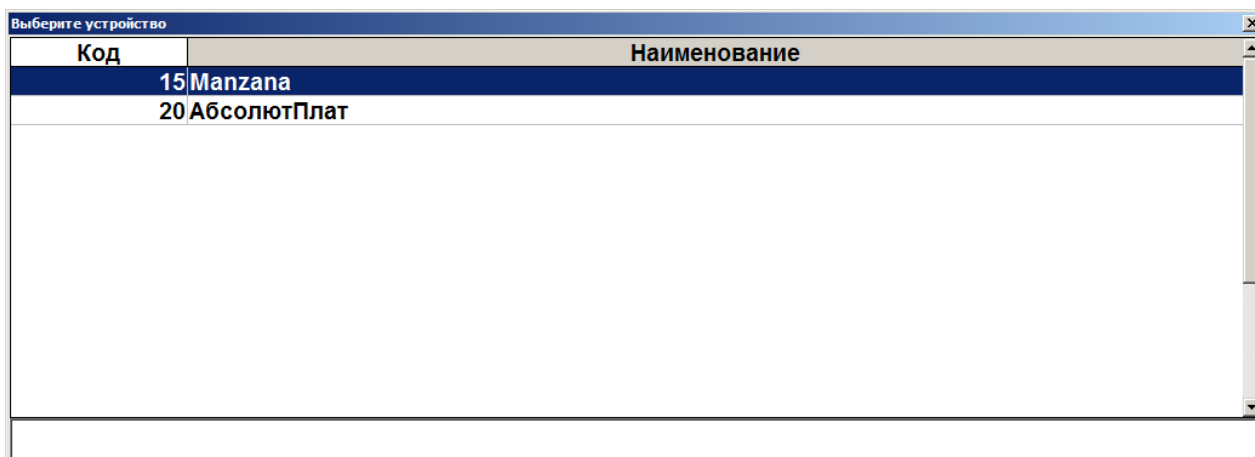 Выберите устройство
Код Наименование
15 Manzana
20 АбсолютПлат